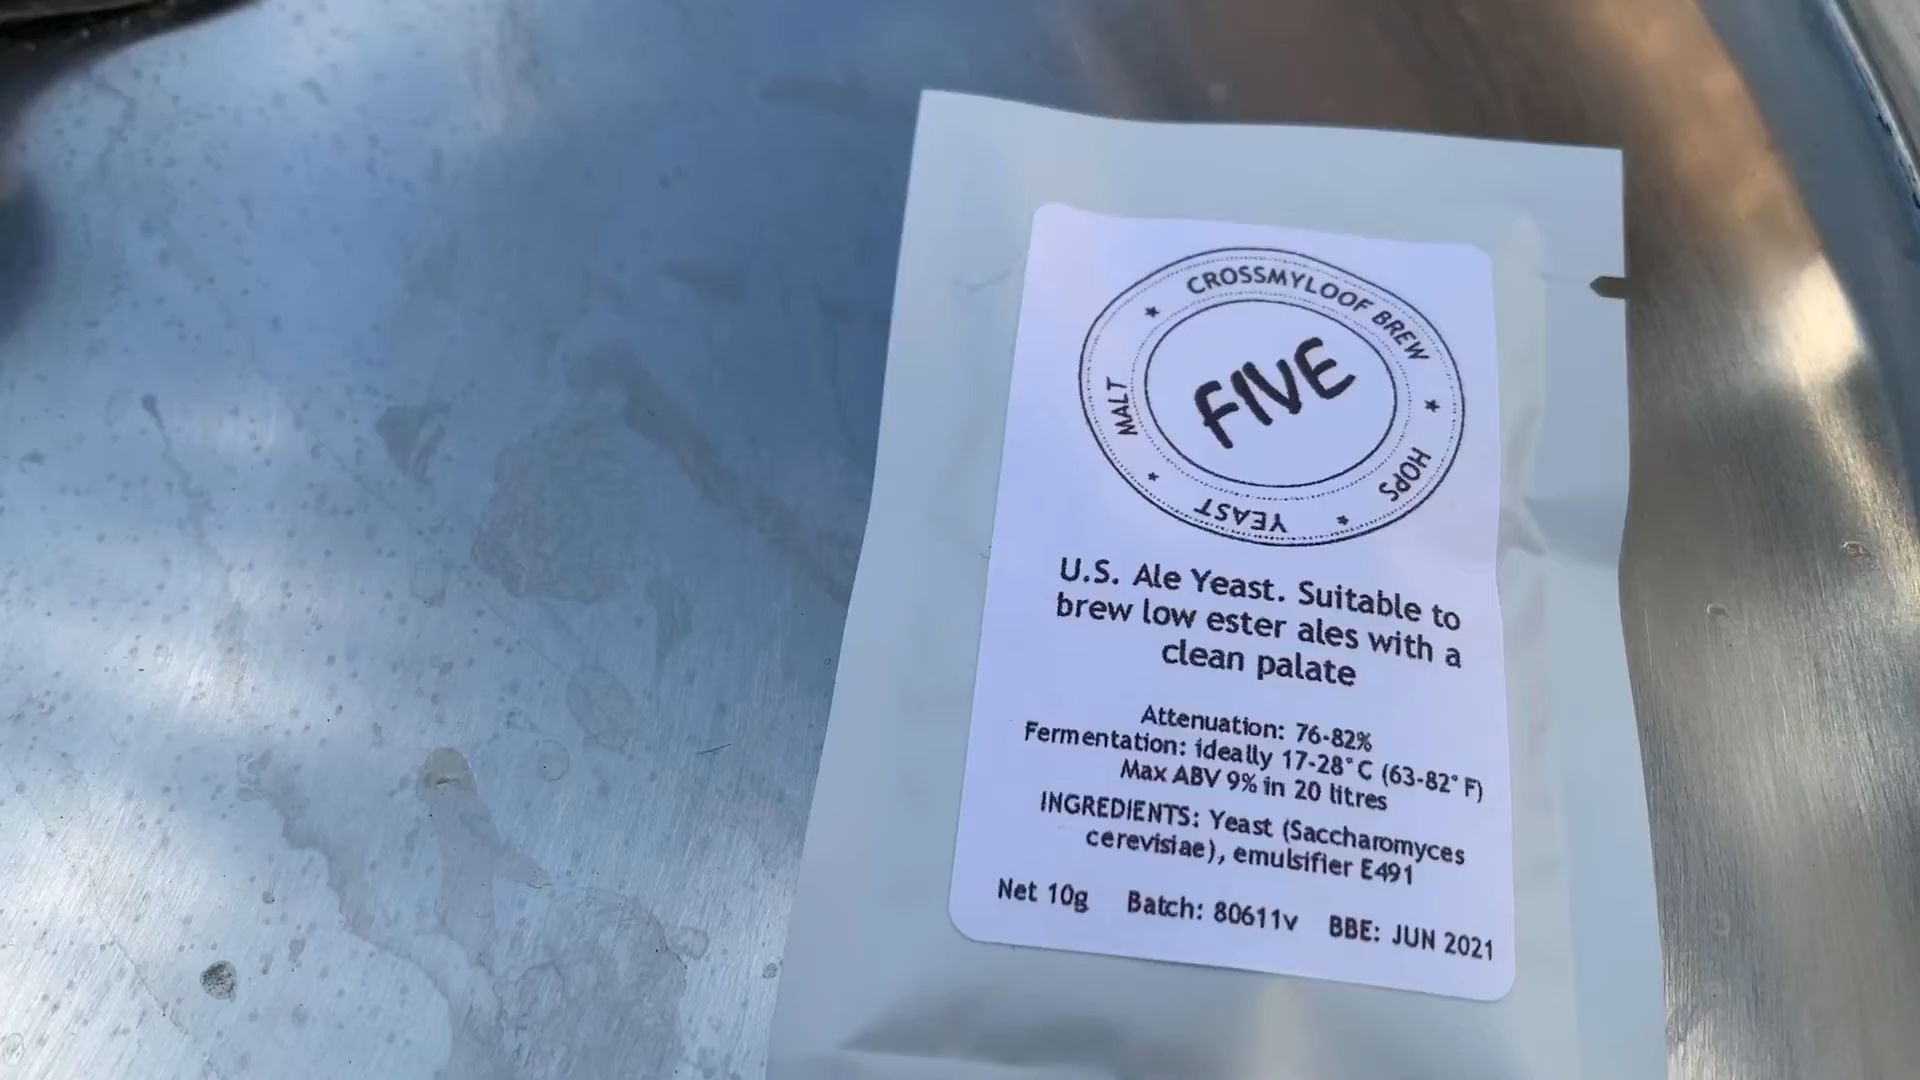 CROSSMYLOOF BREW
HOPS
YEAST
MALT
FIVE
U.S. Ale Yeast. Suitable to
brew low ester ales with a
clean palate
Attenuation: 76-82%
Fermentation: ideally 17-28°C (63-82°F)
Max ABV 9% in 20 litres
INGREDIENTS: Yeast (Saccharomyces
cerevisiae), emulsifier E491
Net 10g Batch: 80611v BBE: JUN 2021